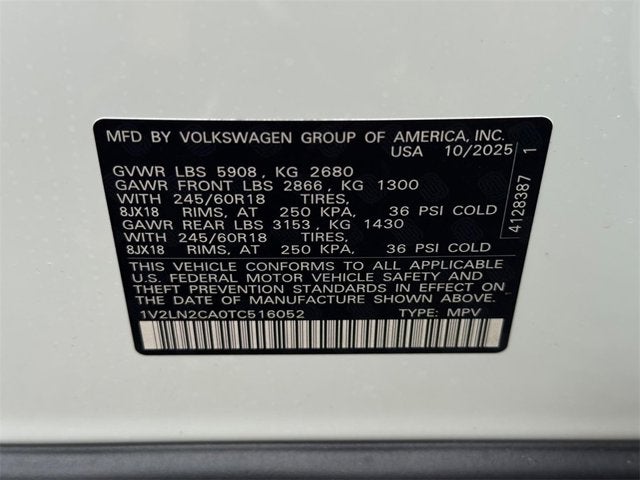 MFD BY VOLKSWAGEN GROUP OF AMERICA, INC.
USA 10/2025
GVWR LBS 5908, KG 2680
GAWR FRONT LBS 2866, KG 1300
WITH 245/60R18 TIRES,
8JX18 RIMS, AT 250 KPA, 36 PSI COLD
GAWR REAR LBS 3153, KG 1430
WITH 245/60R18 TIRES,
8JX18 RIMS, AT 250 KPA, 36 PSI COLD
THIS VEHICLE CONFORMS TO ALL APPLICABLE
U.S. FEDERAL MOTOR VEHICLE SAFETY AND
THEFT PREVENTION STANDARDS IN EFFECT ON
THE DATE OF MANUFACTURE SHOWN ABOVE.
1V2LN2CA0TC516052 TYPE: MPV
4128387 1